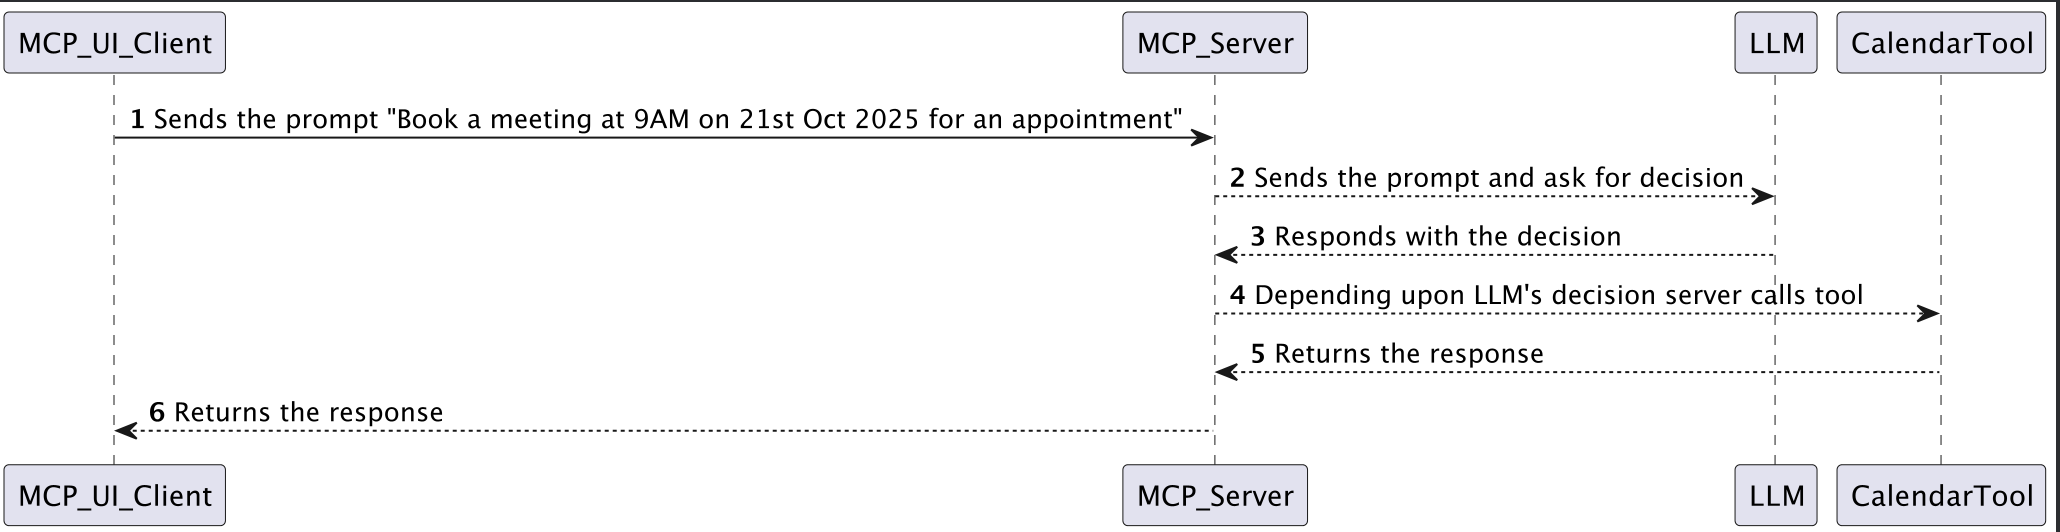 MCP_UI_Client
MCP_Server
LLM
CalendarTool
1 Sends the prompt "Book a meeting at 9AM on 21st Oct 2025 for an appointment"
2 Sends the prompt and ask for decision
3 Responds with the decision
4 Depending upon LLM's decision server calls tool
5 Returns the response
6 Returns the response
MCP_UI_Client
MCP_Server
LLM
CalendarTool